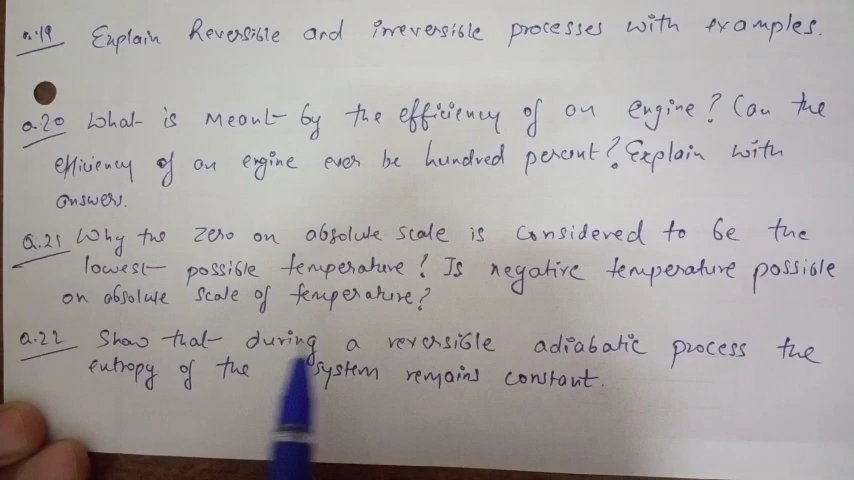 Q.19 Explain Reversible and irreversible processes with examples.
Q.20 What is meant by the efficiency of an engine? Can the
efficiency of an engine ever be hundred percent? Explain with
answers.
Q.21 Why the zero on absolute scale is considered to be the
lowest possible temperature? Is negative temperature possible
on absolute scale of temperature?
Q.22 Show that during a reversible adiabatic process the
entropy of the system remains constant.